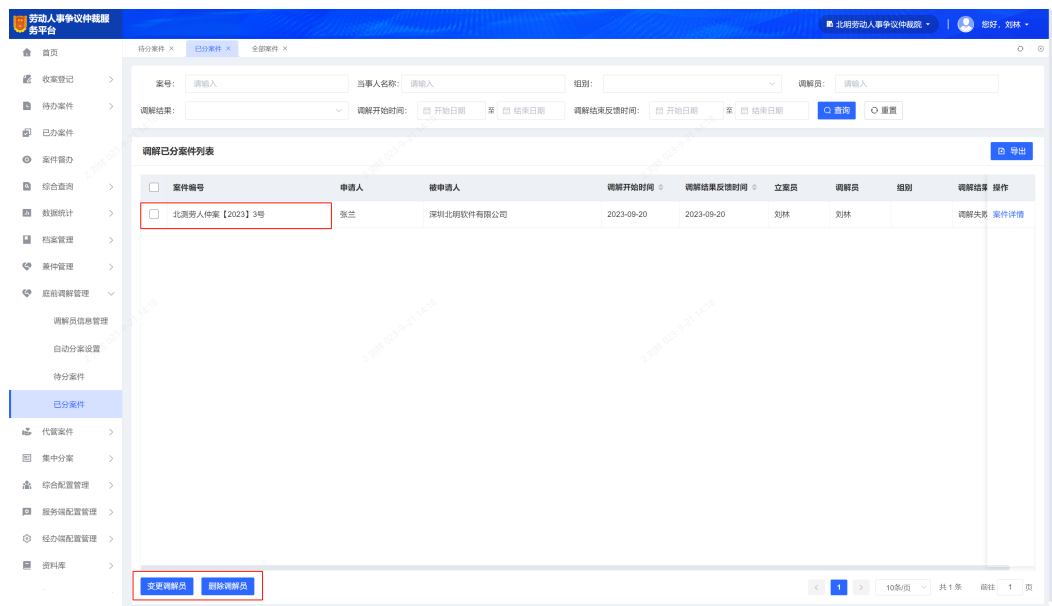 劳动人事争议仲裁服
务平台
北明劳动人事争议仲裁院
您好，刘林
首页
收案登记
待办案件
已办案件
案件督办
综合查询
数据统计
档案管理
兼仲管理
庭前调解管理
调解员信息管理
自动分案设置
待分案件
已分案件
代管案件
集中分案
综合配置管理
服务端配置管理
经办端配置管理
资料库
待分案件 × 已分案件 × 全部案件 ×
案号： 请输入 当事人名称： 请输入 组别： 调解员： 请输入
调解结果： 调解开始时间： 开始日期 至 结束日期 调解结束反馈时间： 开始日期 至 结束日期 查询 重置
调解已分案件列表 导出
案件编号 申请人 被申请人 调解开始时间 调解结果反馈时间 立案员 调解员 组别 调解结果 操作
北测劳人仲案【2023】3号 张兰 深圳北明软件有限公司 2023-09-20 2023-09-20 刘林 刘林 调解失败 案件详情
变更调解员 删除调解员 < 1 > 10条/页 共 1 条 前往 1 页